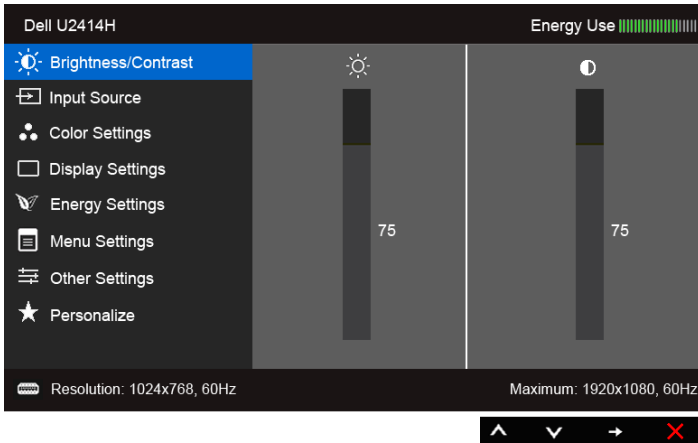 Dell U2414H
Energy Use
Brightness/Contrast
Input Source
Color Settings
Display Settings
Energy Settings
Menu Settings
Other Settings
Personalize
75
75
Resolution: 1024x768, 60Hz
Maximum: 1920x1080, 60Hz